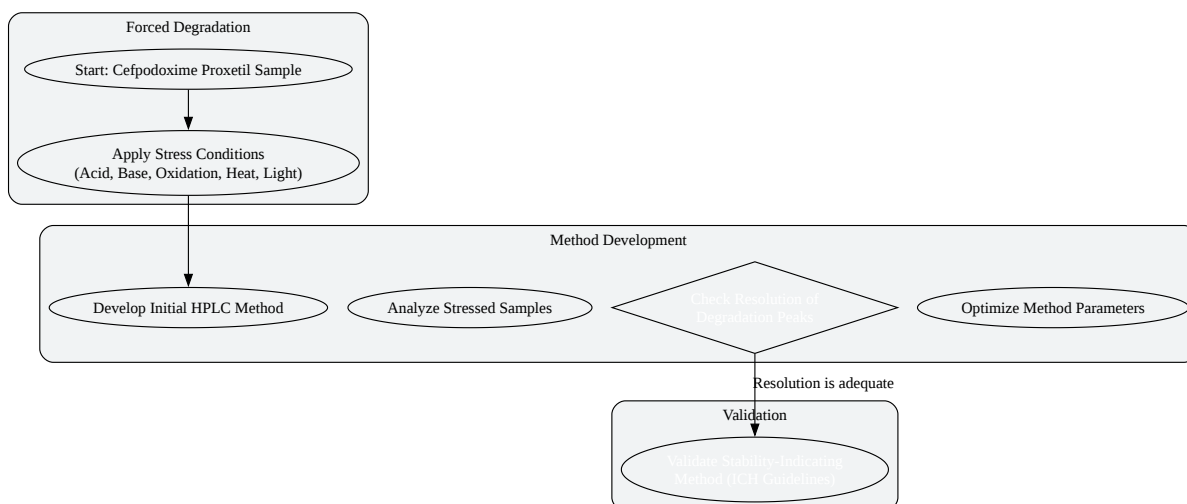 Forced Degradation
Start: Cefpodoxime Proxetil Sample
Apply Stress Conditions
(Acid, Base, Oxidation, Heat, Light)
Method Development
Develop Initial HPLC Method
Analyze Stressed Samples
Check Resolution of
Degradation Peaks
Optimize Method Parameters
Resolution is adequate
Validation
Validate Stability-Indicating
Method (ICH Guidelines)